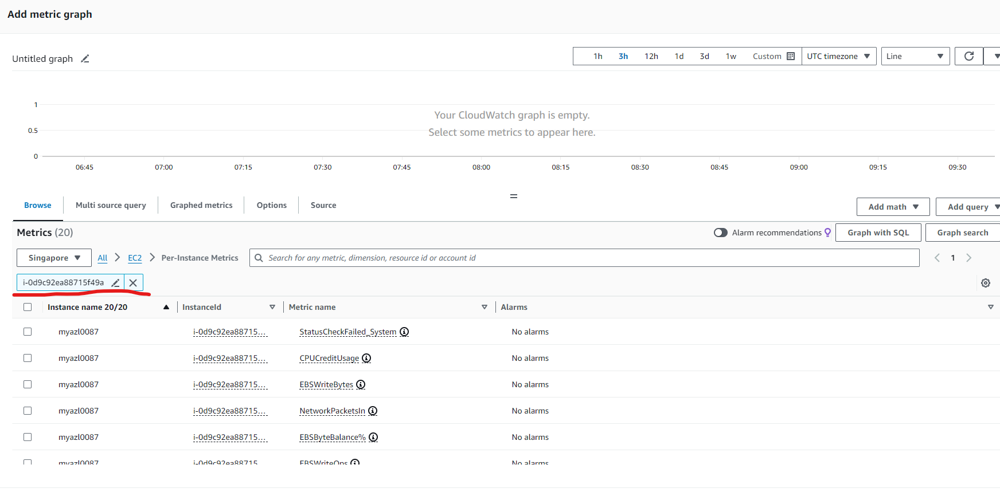 Add metric graph
Untitled graph
1h 3h 12h 1d 3d 1w Custom UTC timezone Line
1
Your CloudWatch graph is empty.
0.5
Select some metrics to appear here.
0
06:45 07:00 07:15 07:30 07:45 08:00 08:15 08:30 08:45 09:00 09:15 09:30
Browse Multi source query Graphed metrics Options Source
Add math Add query
Metrics (20)
Alarm recommendations Graph with SQL Graph search
Singapore All EC2 Per-Instance Metrics Search for any metric, dimension, resource id or account id 1
i-0d9c92ea88715f49a
Instance name 20/20 InstanceId Metric name Alarms
myazl0087 i-0d9c92ea88715... StatusCheckFailed_System No alarms
myazl0087 i-0d9c92ea88715... CPUCreditUsage No alarms
myazl0087 i-0d9c92ea88715... EBSWriteBytes No alarms
myazl0087 i-0d9c92ea88715... NetworkPacketsIn No alarms
myazl0087 i-0d9c92ea88715... EBSByteBalance% No alarms
myazl0087 i-0d9c92ea88715 EBSWriteOps No alarms